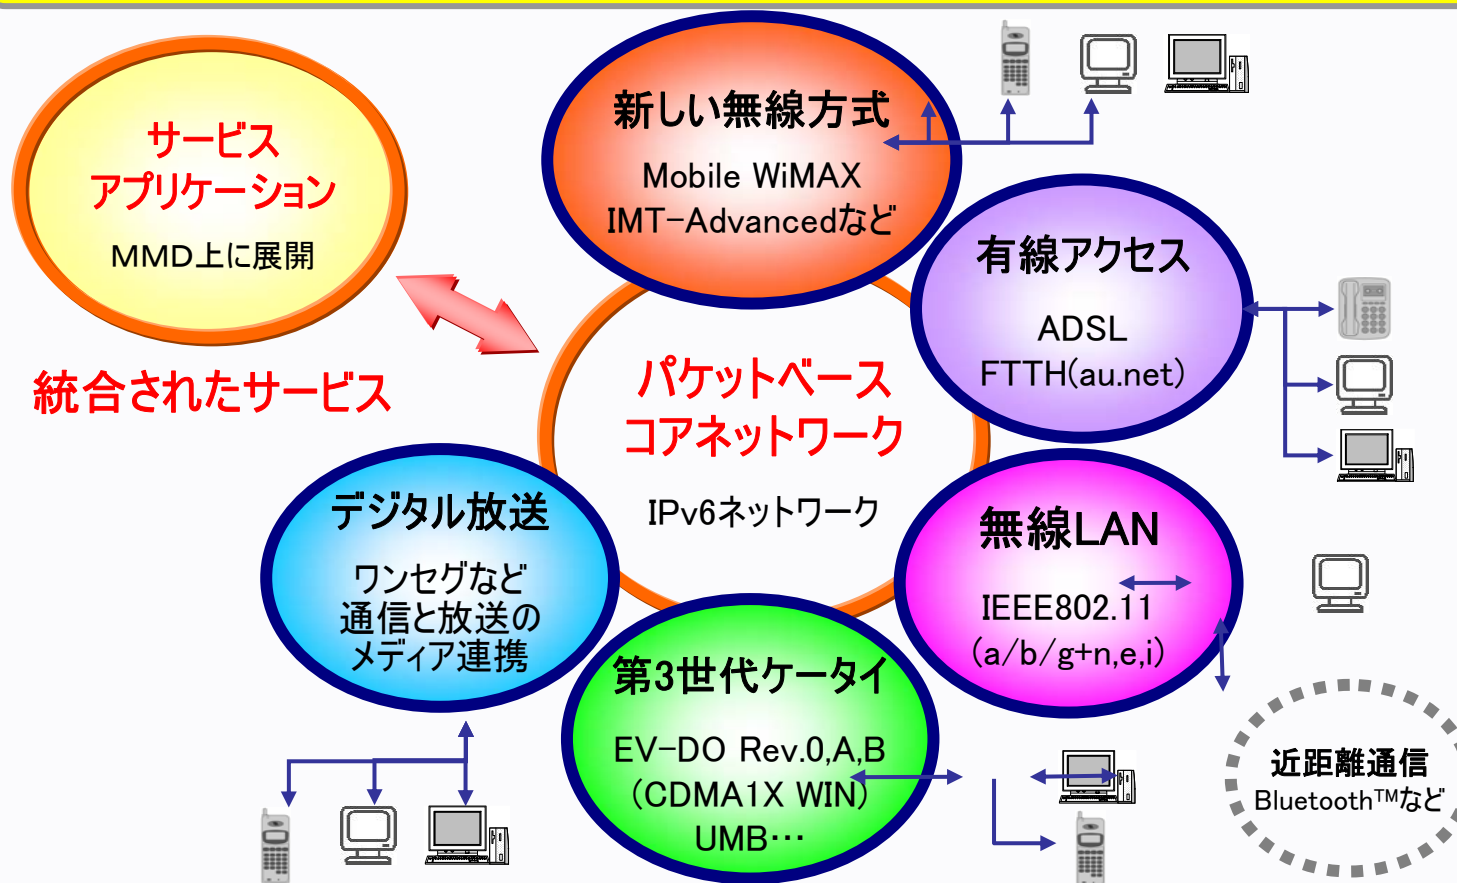 サービス
アプリケーション
MMD上に展開
統合されたサービス
新しい無線方式
Mobile WiMAX
IMT-Advancedなど
有線アクセス
ADSL
FTTH(au.net)
パケットベース
コアネットワーク
IPv6ネットワーク
デジタル放送
ワンセグなど
通信と放送の
メディア連携
無線LAN
IEEE802.11
(a/b/g+n,e,i)
第3世代ケータイ
EV-DO Rev.0,A,B
(CDMA1X WIN)
UMB…
近距離通信
Bluetooth™など